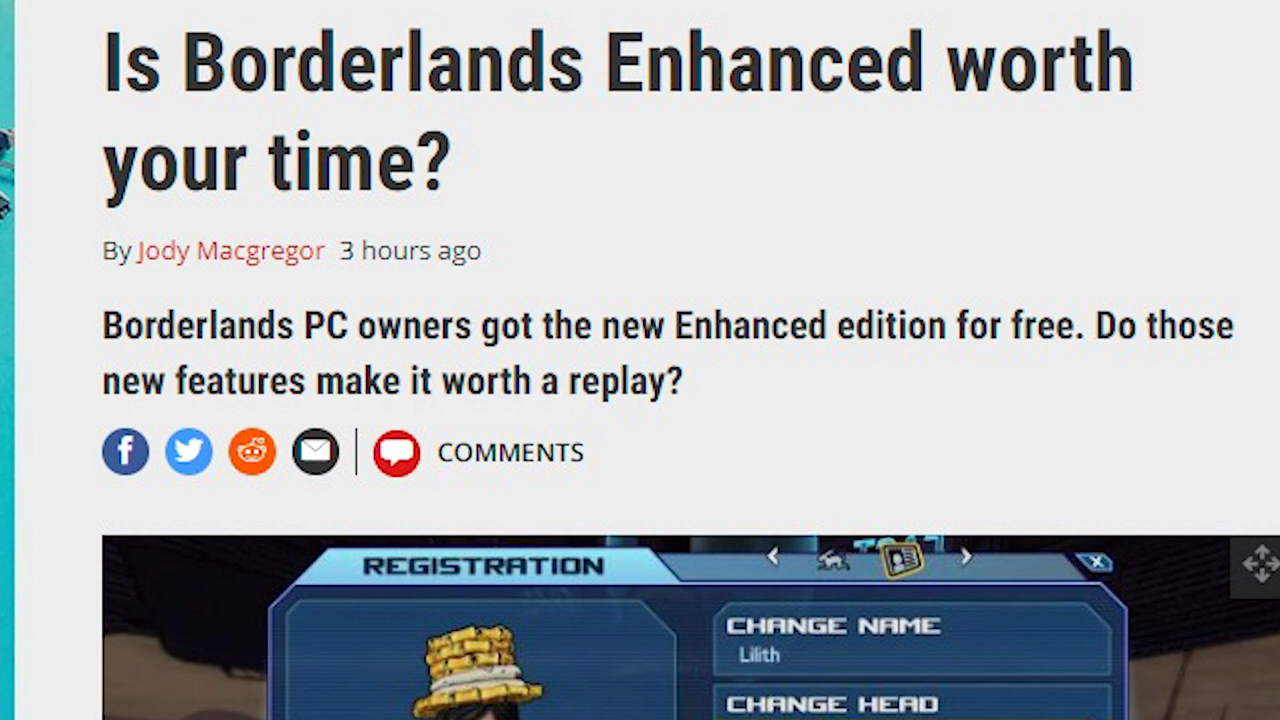 Is Borderlands Enhanced worth
your time?
By Jody Macgregor 3 hours ago
Borderlands PC owners got the new Enhanced edition for free. Do those
new features make it worth a replay?
COMMENTS
REGISTRATION
CHANGE NAME
Lilith
CHANGE HEAD